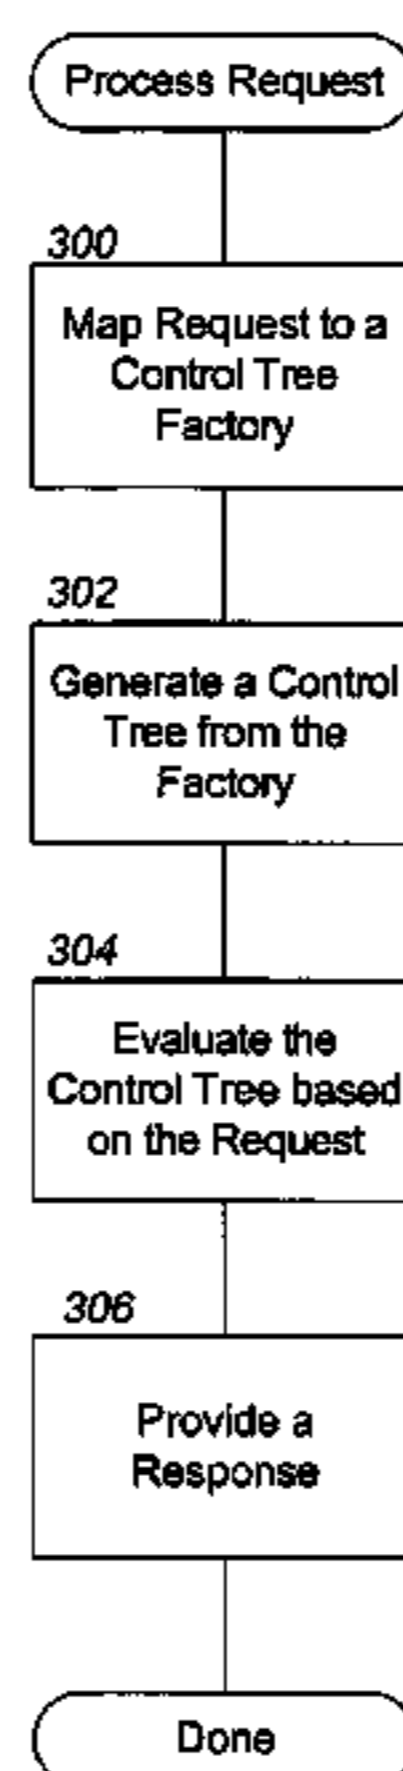 Process Request
300
Map Request to a
Control Tree
Factory
302
Generate a Control
Tree from the
Factory
304
Evaluate the
Control Tree based
on the Request
306
Provide a
Response
Done